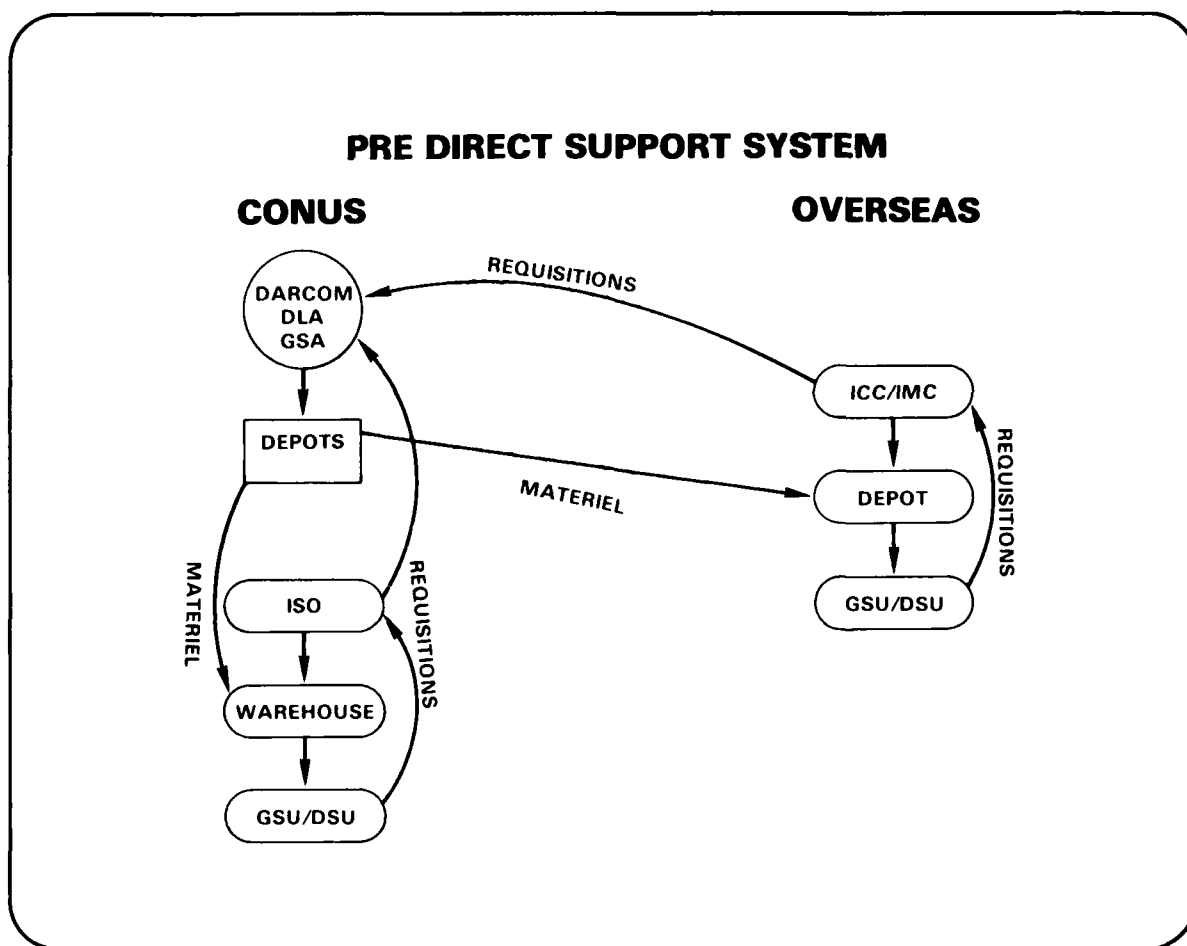 PRE DIRECT SUPPORT SYSTEM
CONUS
OVERSEAS
REQUISITIONS
DARCOM
DLA
GSA
ICC/IMC
DEPOTS
REQUISITIONS
MATERIEL
DEPOT
MATERIEL
REQUISITIONS
ISO
GSU/DSU
WAREHOUSE
GSU/DSU